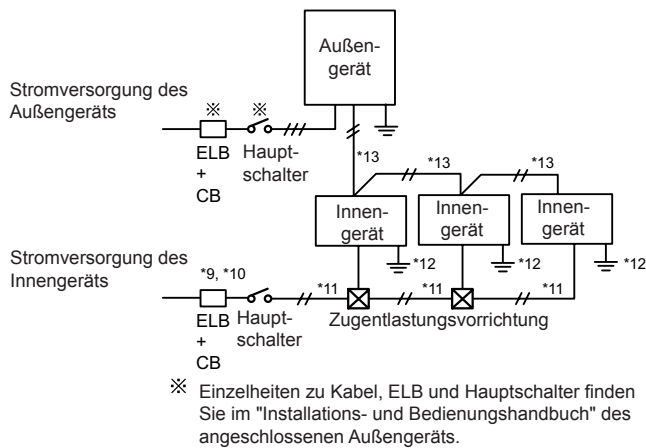 Außen-
gerät
Stromversorgung des
Außengeräts
※
※
ELB
+
CB
Haupt-
schalter
*13
*13
*13
Innen-
gerät
Innen-
gerät
Innen-
gerät
*12
*12
*12
Stromversorgung des
Innengeräts
*9, *10
*11
*11
*11
ELB
+
CB
Haupt-
schalter
Zugentlastungsvorrichtung
※ Einzelheiten zu Kabel, ELB und Hauptschalter finden
Sie im "Installations- und Bedienungshandbuch" des
angeschlossenen Außengeräts.